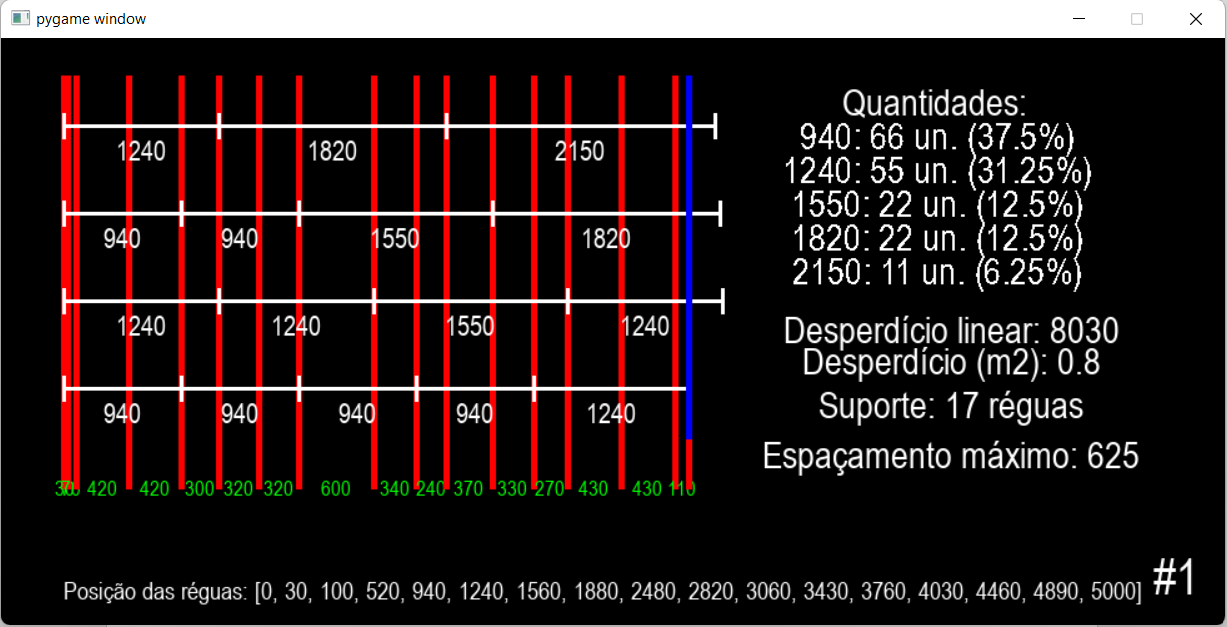 pygame window
1240 1820 2150
940 940 1550 1820
1240 1240 1550 1240
940 940 940 940 1240
30 70 420 420 300 320 320 600 340 240 370 330 270 430 430 110
Quantidades:
940: 66 un. (37.5%)
1240: 55 un. (31.25%)
1550: 22 un. (12.5%)
1820: 22 un. (12.5%)
2150: 11 un. (6.25%)
Desperdício linear: 8030
Desperdício (m2): 0.8
Suporte: 17 réguas
Espaçamento máximo: 625
Posição das réguas: [0, 30, 100, 520, 940, 1240, 1560, 1880, 2480, 2820, 3060, 3430, 3760, 4030, 4460, 4890, 5000]
#1